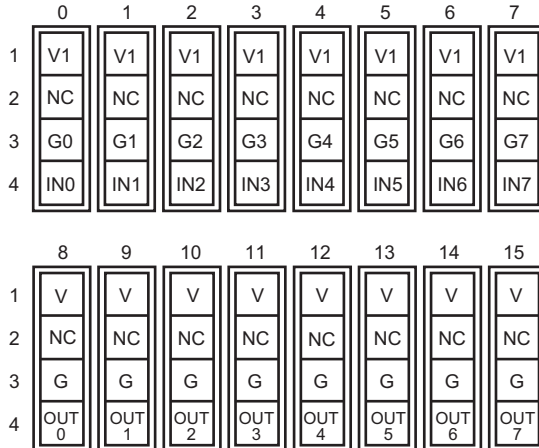 0 1 2 3 4 5 6 7
1 V1 V1 V1 V1 V1 V1 V1 V1
2 NC NC NC NC NC NC NC NC
3 G0 G1 G2 G3 G4 G5 G6 G7
4 IN0 IN1 IN2 IN3 IN4 IN5 IN6 IN7
8 9 10 11 12 13 14 15
1 V V V V V V V V
2 NC NC NC NC NC NC NC NC
3 G G G G G G G G
4 OUT OUT OUT OUT OUT OUT OUT OUT
0 1 2 3 4 5 6 7